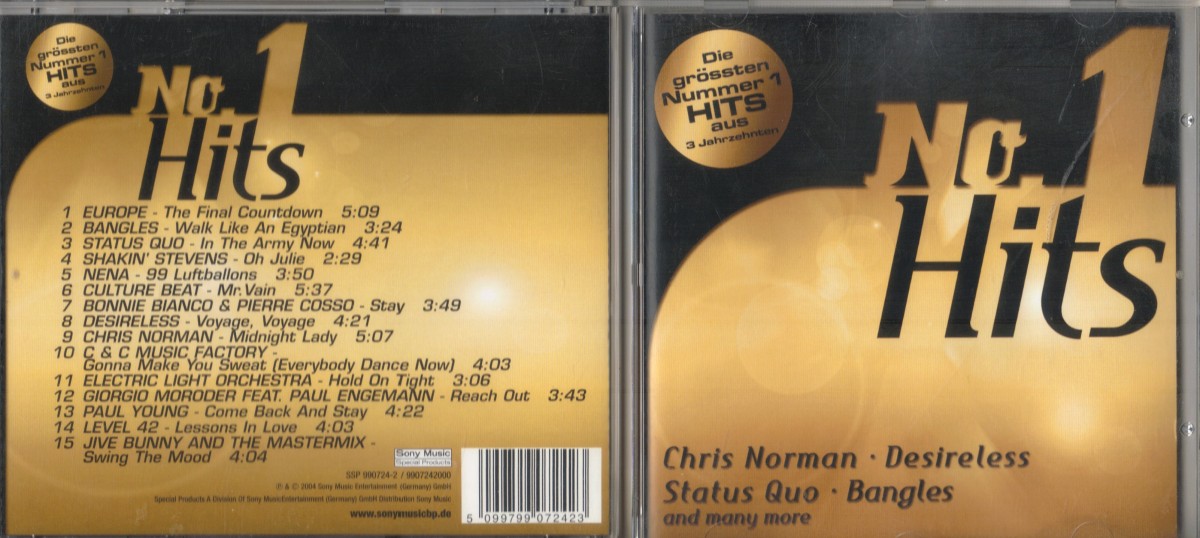 Die
grössten
Nummer 1
HITS
aus
3 Jahrzehnten
No. 1
Hits
1 EUROPE - The Final Countdown 5:09
2 BANGLES - Walk Like An Egyptian 3:24
3 STATUS QUO - In The Army Now 4:41
4 SHAKIN' STEVENS - Oh Julie 2:29
5 NENA - 99 Luftballons 3:50
6 CULTURE BEAT - Mr. Vain 5:37
7 BONNIE BIANCO & PIERRE COSSO - Stay 3:49
8 DESIRELESS - Voyage, Voyage 4:21
9 CHRIS NORMAN - Midnight Lady 5:07
10 C & C MUSIC FACTORY -
Gonna Make You Sweat (Everybody Dance Now) 4:03
11 ELECTRIC LIGHT ORCHESTRA - Hold On Tight 3:06
12 GIORGIO MORODER FEAT. PAUL ENGEMANN - Reach Out 3:43
13 PAUL YOUNG - Come Back And Stay 4:22
14 LEVEL 42 - Lessons In Love 4:03
15 JIVE BUNNY AND THE MASTERMIX -
Swing The Mood 4:04
Sony Music
Special Products
SSP 990724-2 / 9907242000
℗ & © 2004 Sony Music Entertainment (Germany) GmbH
Special Products A Division Of Sony MusicEntertainment (Germany) GmbH Distribution Sony Music
www.sonymusicbp.de
5 099799 072423
Die
grössten
Nummer 1
HITS
aus
3 Jahrzehnten
No. 1
Hits
Chris Norman · Desireless
Status Quo · Bangles
and many more